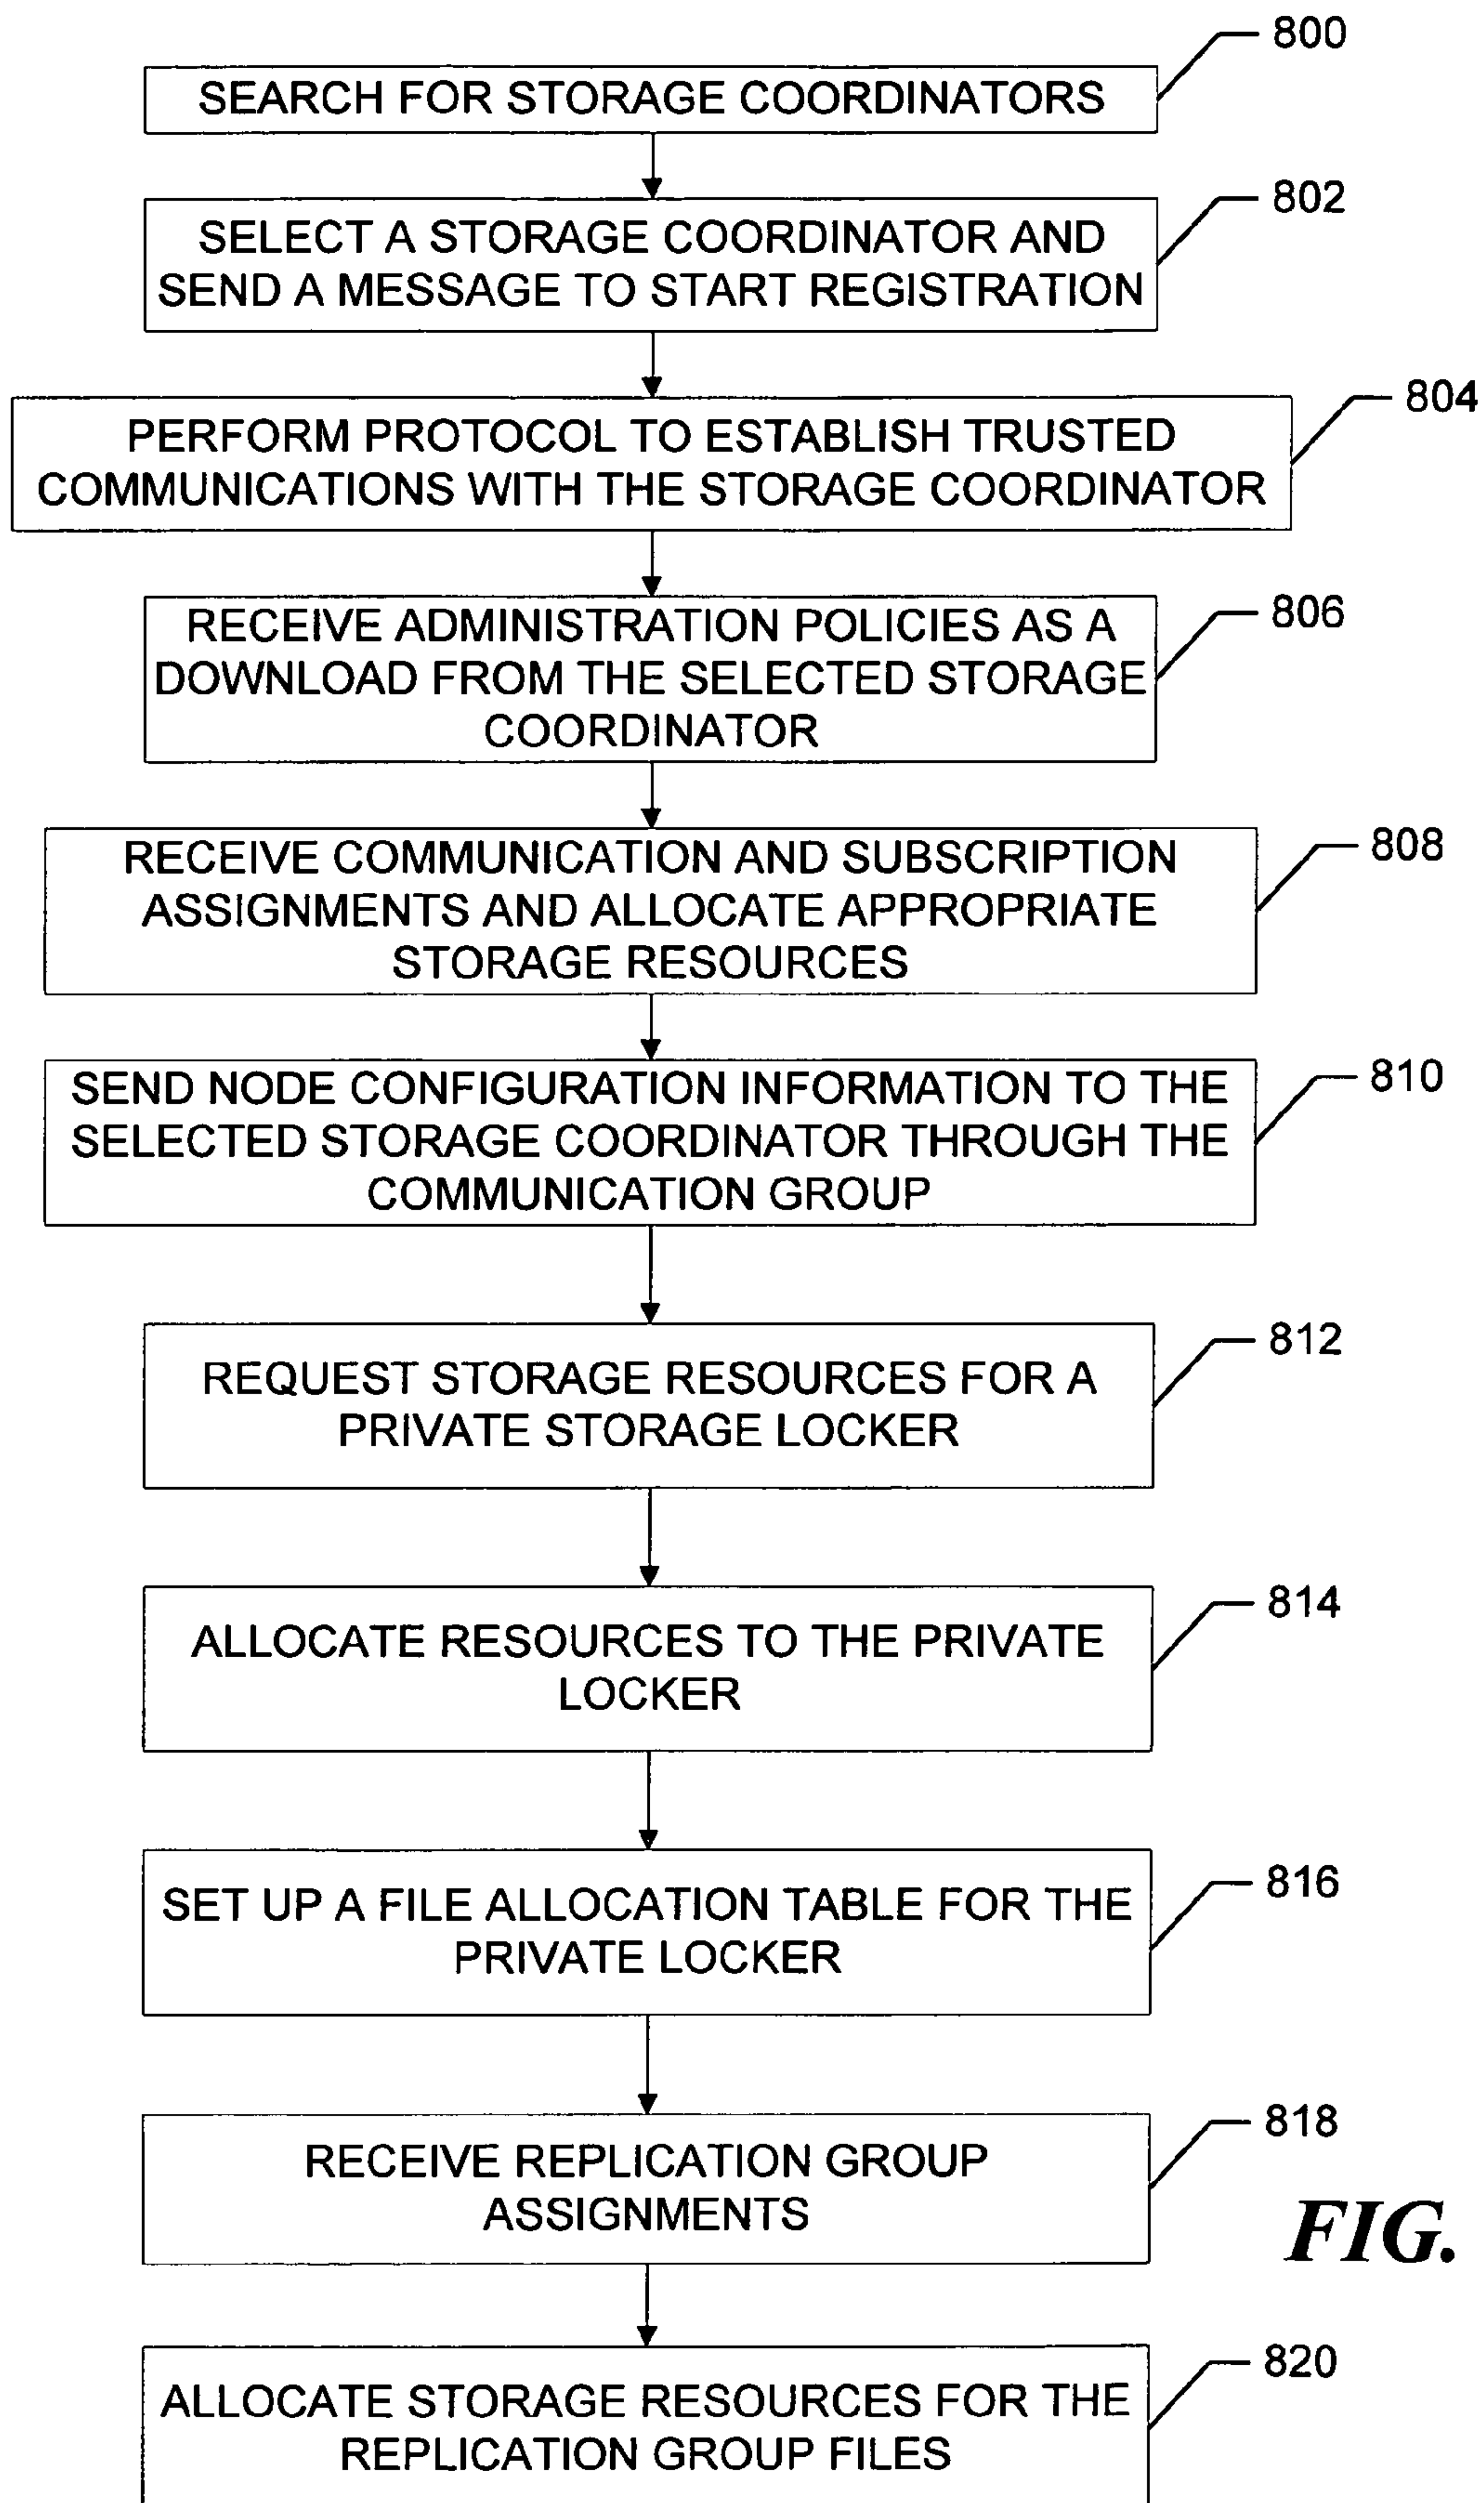 800
SEARCH FOR STORAGE COORDINATORS
802
SELECT A STORAGE COORDINATOR AND
SEND A MESSAGE TO START REGISTRATION
804
PERFORM PROTOCOL TO ESTABLISH TRUSTED
COMMUNICATIONS WITH THE STORAGE COORDINATOR
806
RECEIVE ADMINISTRATION POLICIES AS A
DOWNLOAD FROM THE SELECTED STORAGE
COORDINATOR
808
RECEIVE COMMUNICATION AND SUBSCRIPTION
ASSIGNMENTS AND ALLOCATE APPROPRIATE
STORAGE RESOURCES
810
SEND NODE CONFIGURATION INFORMATION TO THE
SELECTED STORAGE COORDINATOR THROUGH THE
COMMUNICATION GROUP
812
REQUEST STORAGE RESOURCES FOR A
PRIVATE STORAGE LOCKER
814
ALLOCATE RESOURCES TO THE PRIVATE
LOCKER
816
SET UP A FILE ALLOCATION TABLE FOR THE
PRIVATE LOCKER
818
RECEIVE REPLICATION GROUP
ASSIGNMENTS
FIG.
820
ALLOCATE STORAGE RESOURCES FOR THE
REPLICATION GROUP FILES